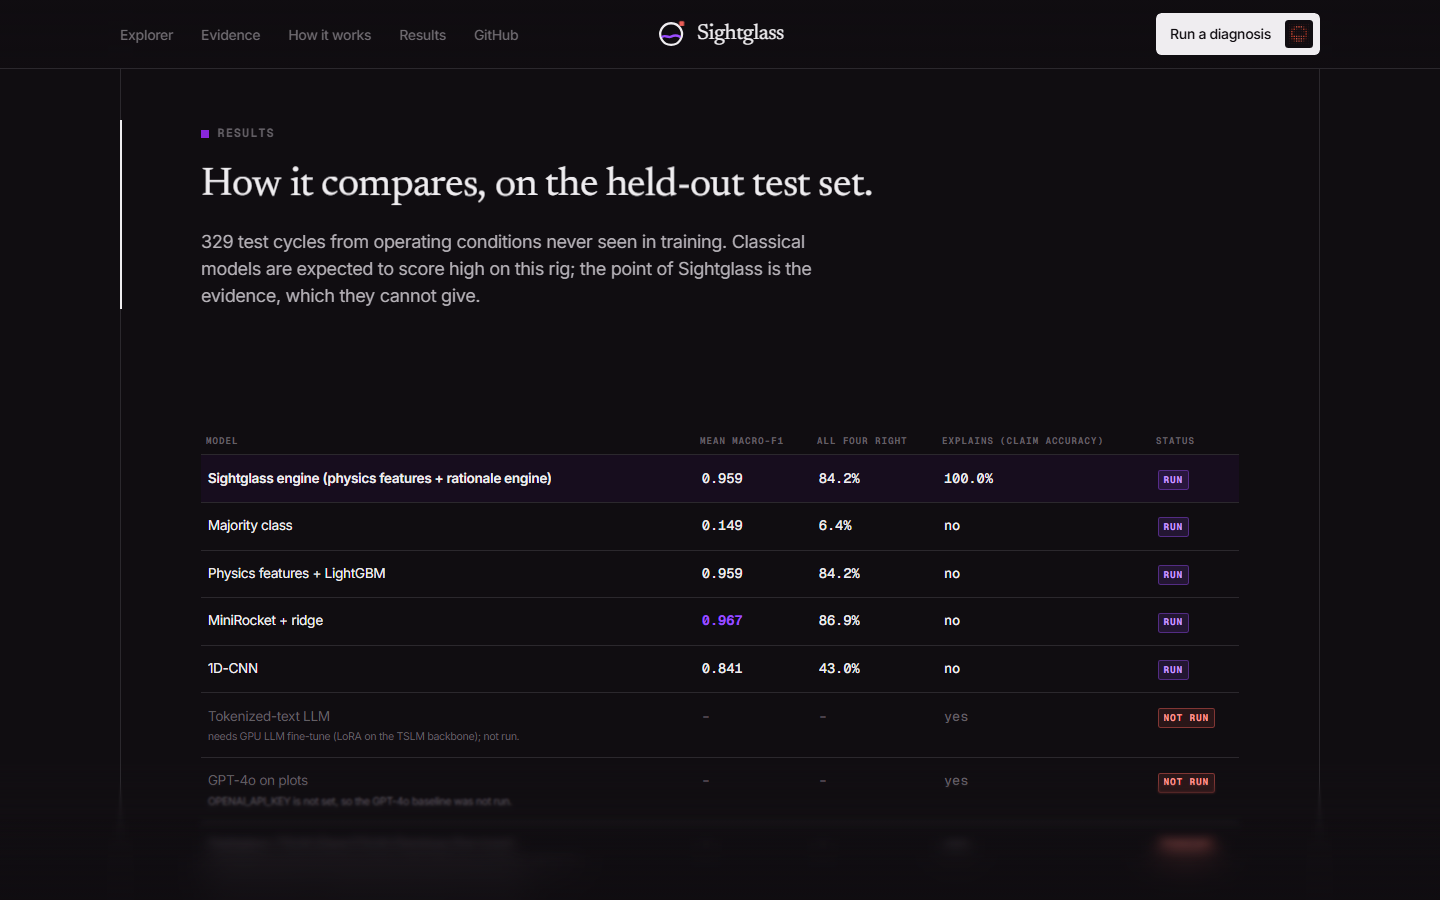 Explorer Evidence How it works Results GitHub Sightglass Run a diagnosis
RESULTS
How it compares, on the held-out test set.
329 test cycles from operating conditions never seen in training. Classical
models are expected to score high on this rig; the point of Sightglass is the
evidence, which they cannot give.
MODEL MEAN MACRO-F1 ALL FOUR RIGHT EXPLAINS (CLAIM ACCURACY) STATUS
Sightglass engine (physics features + rationale engine) 0.959 84.2% 100.0% RUN
Majority class 0.149 6.4% no RUN
Physics features + LightGBM 0.959 84.2% no RUN
MiniRocket + ridge 0.967 86.9% no RUN
1D-CNN 0.841 43.0% no RUN
Tokenized-text LLM – – yes NOT RUN
needs GPU LLM fine-tune (LoRA on the TSLM backbone); not run.
GPT-4o on plots – – yes NOT RUN
OPENAI_API_KEY is not set, so the GPT-4o baseline was not run.